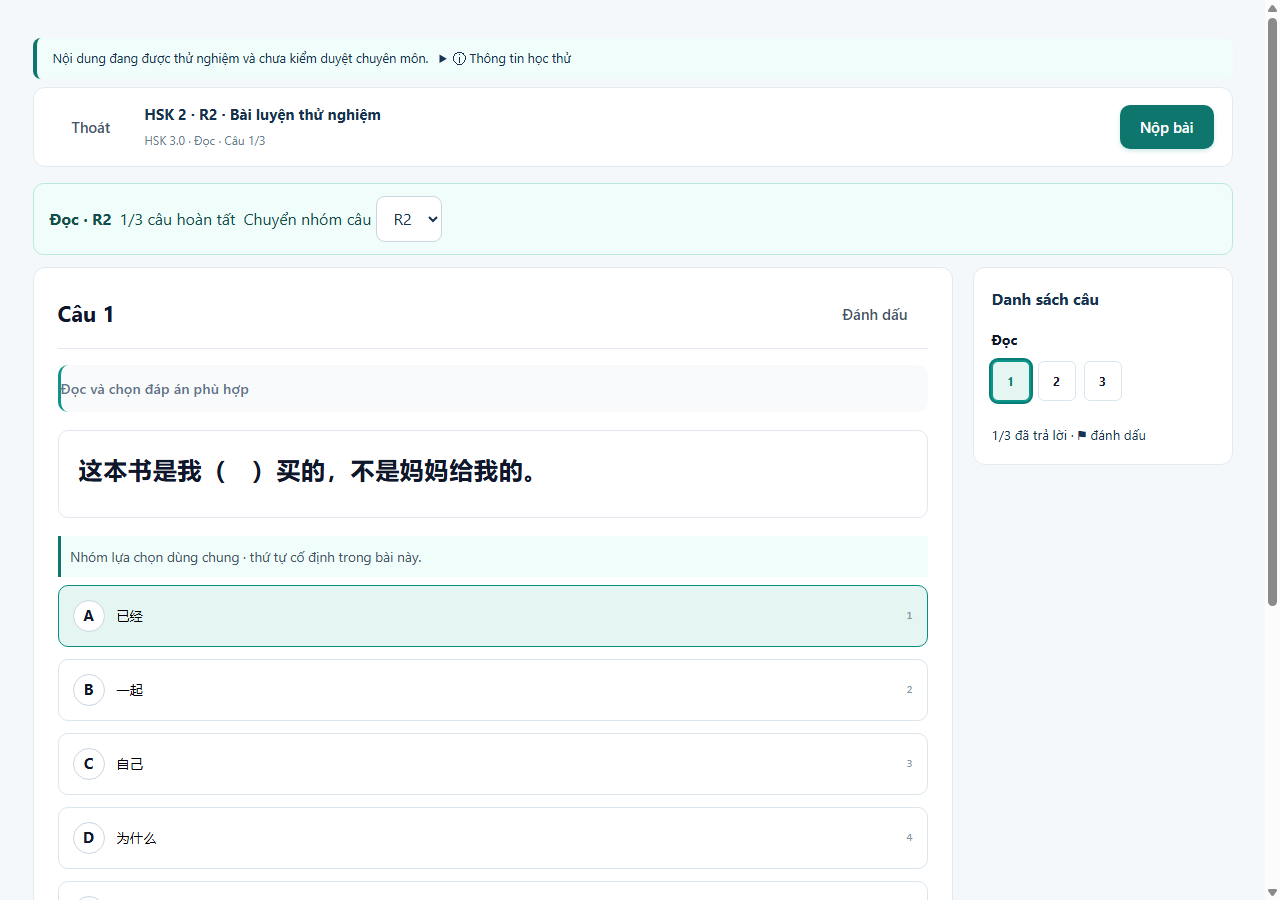 Nội dung đang được thử nghiệm và chưa kiểm duyệt chuyên môn. ▶ ⓘ Thông tin học thử
Thoát
HSK 2 · R2 · Bài luyện thử nghiệm
HSK 3.0 · Đọc · Câu 1/3
Nộp bài
Đọc · R2 1/3 câu hoàn tất Chuyển nhóm câu R2
Câu 1
Đánh dấu
Đọc và chọn đáp án phù hợp
这本书是我（　）买的，不是妈妈给我的。
Nhóm lựa chọn dùng chung · thứ tự cố định trong bài này.
A 已经 1
B 一起 2
C 自己 3
D 为什么 4
Danh sách câu
Đọc
1 2 3
1/3 đã trả lời · ⚑ đánh dấu